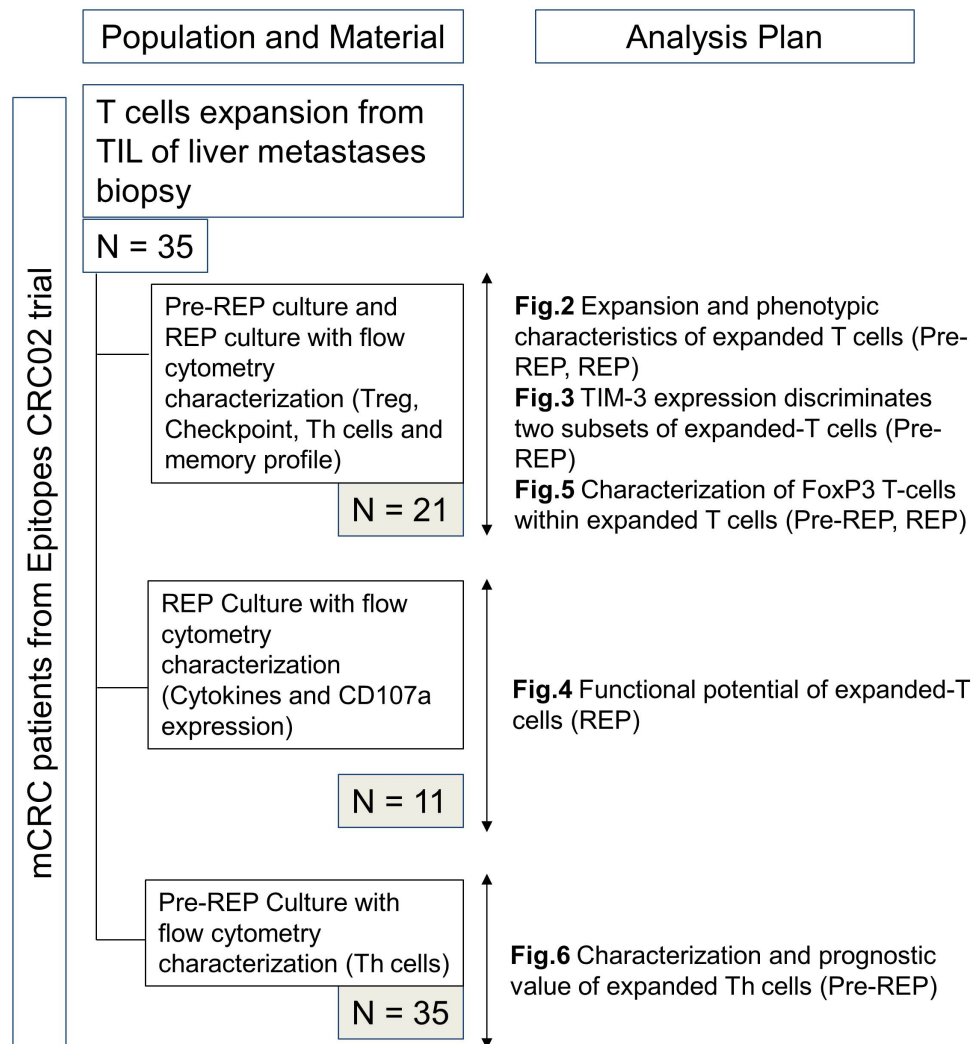 Population and Material
Analysis Plan
mCRC patients from Epitopes CRC02 trial
T cells expansion from
TIL of liver metastases
biopsy
N = 35
Pre-REP culture and
REP culture with flow
cytometry
characterization (Treg,
Checkpoint, Th cells and
memory profile)
N = 21
Fig.2 Expansion and phenotypic
characteristics of expanded T cells (Pre-
REP, REP)
Fig.3 TIM-3 expression discriminates
two subsets of expanded-T cells (Pre-
REP)
Fig.5 Characterization of FoxP3 T-cells
within expanded T cells (Pre-REP, REP)
REP Culture with flow
cytometry
characterization
(Cytokines and CD107a
expression)
N = 11
Fig.4 Functional potential of expanded-T
cells (REP)
Pre-REP Culture with
flow cytometry
characterization (Th cells)
N = 35
Fig.6 Characterization and prognostic
value of expanded Th cells (Pre-REP)